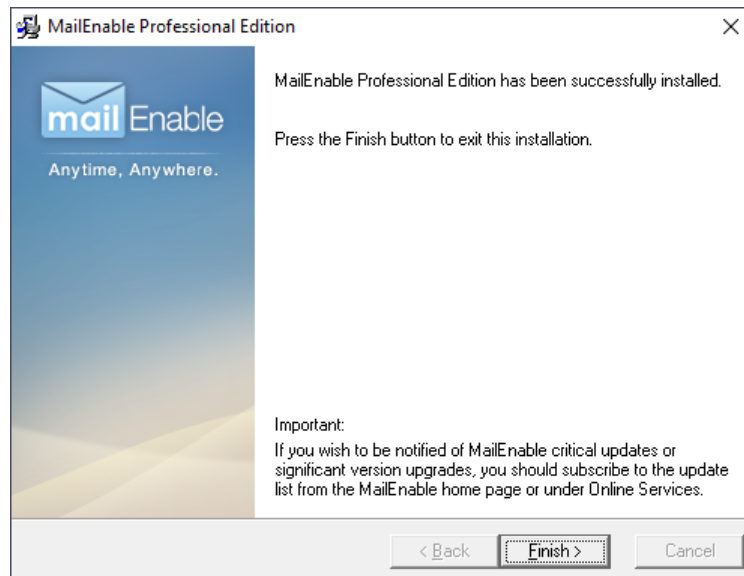 MailEnable Professional Edition
mail Enable
Anytime, Anywhere.
MailEnable Professional Edition has been successfully installed.
Press the Finish button to exit this installation.
Important:
If you wish to be notified of MailEnable critical updates or
significant version upgrades, you should subscribe to the update
list from the MailEnable home page or under Online Services.
< Back
Finish >
Cancel